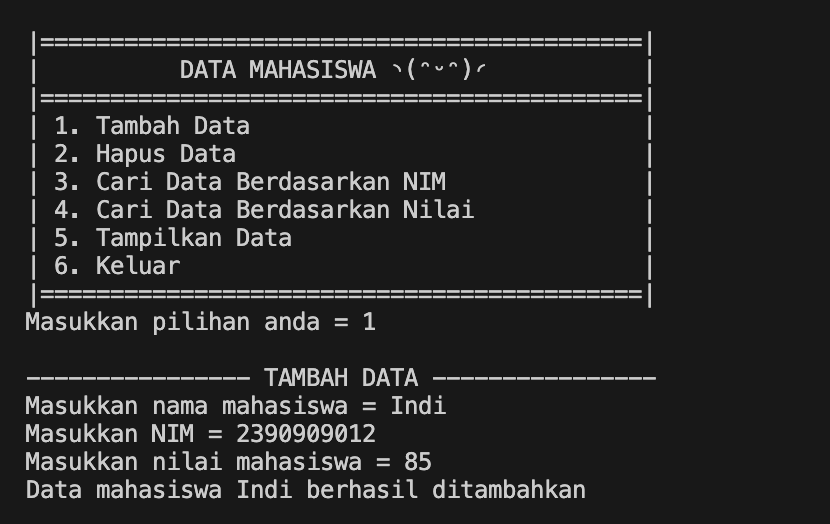 |===========================================|
|          DATA MAHASISWA ◝(ᵔᵕᵔ)◜           |
|===========================================|
| 1. Tambah Data                            |
| 2. Hapus Data                             |
| 3. Cari Data Berdasarkan NIM              |
| 4. Cari Data Berdasarkan Nilai            |
| 5. Tampilkan Data                         |
| 6. Keluar                                 |
|===========================================|
Masukkan pilihan anda = 1
---------------- TAMBAH DATA ----------------
Masukkan nama mahasiswa = Indi
Masukkan NIM = 2390909012
Masukkan nilai mahasiswa = 85
Data mahasiswa Indi berhasil ditambahkan